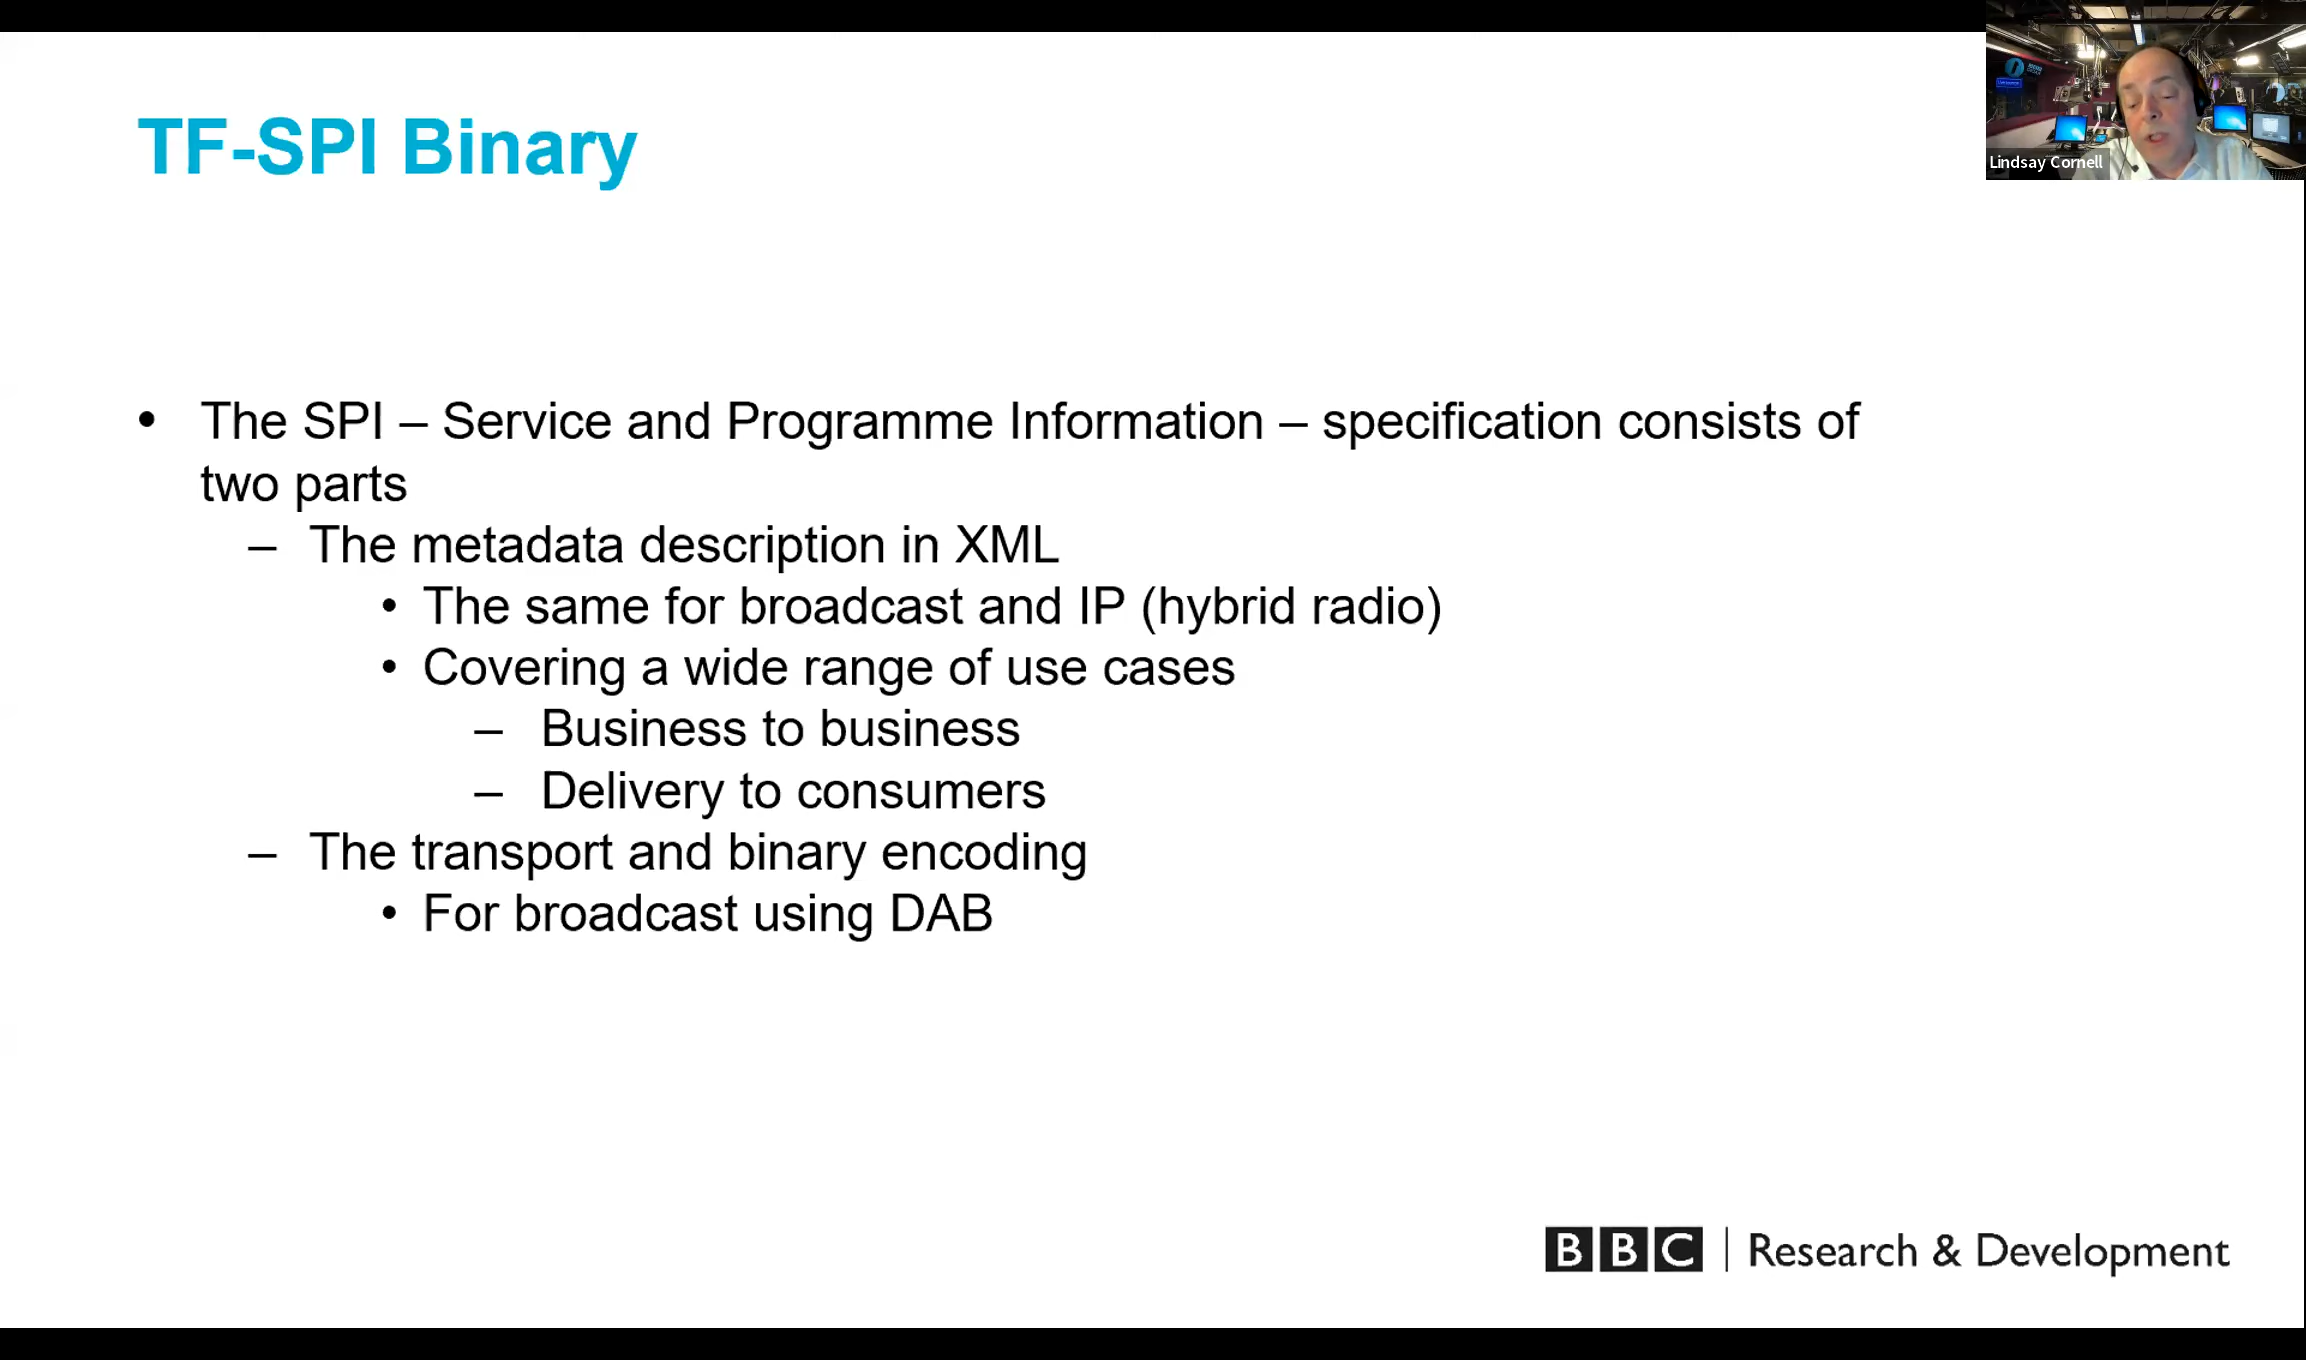 TF-SPI Binary
Lindsay Cornell
• The SPI – Service and Programme Information – specification consists of
two parts
– The metadata description in XML
• The same for broadcast and IP (hybrid radio)
• Covering a wide range of use cases
– Business to business
– Delivery to consumers
– The transport and binary encoding
• For broadcast using DAB
BBC | Research & Development